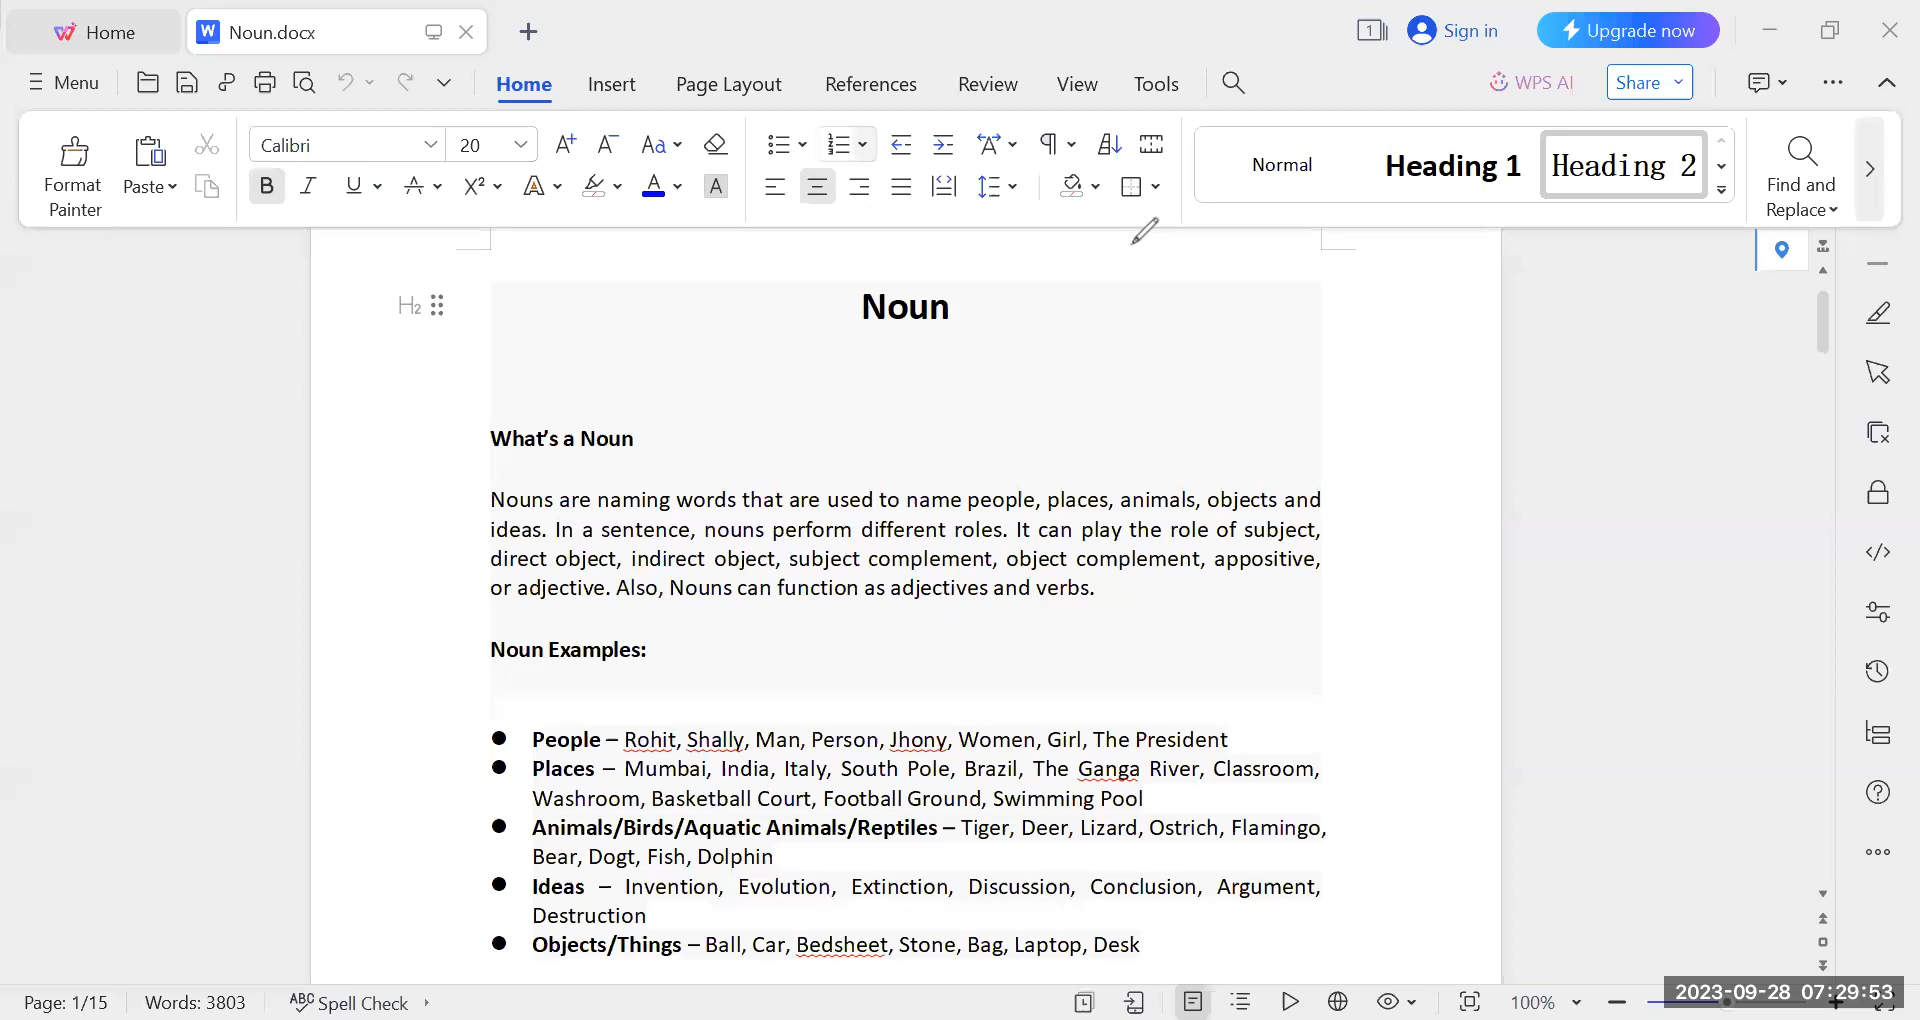 Home
Noun.docx
Sign in
Upgrade now
Menu
Home
Insert
Page Layout
References
Review
View
Tools
WPS AI
Share
Format
Painter
Paste
Calibri
20
Normal
Heading 1
Heading 2
Find and
Replace
H2
Noun
What's a Noun
Nouns are naming words that are used to name people, places, animals, objects and
ideas. In a sentence, nouns perform different roles. It can play the role of subject,
direct object, indirect object, subject complement, object complement, appositive,
or adjective. Also, Nouns can function as adjectives and verbs.
Noun Examples:
● People – Rohit, Shally, Man, Person, Jhony, Women, Girl, The President
● Places – Mumbai, India, Italy, South Pole, Brazil, The Ganga River, Classroom,
Washroom, Basketball Court, Football Ground, Swimming Pool
● Animals/Birds/Aquatic Animals/Reptiles – Tiger, Deer, Lizard, Ostrich, Flamingo,
Bear, Dogt, Fish, Dolphin
● Ideas – Invention, Evolution, Extinction, Discussion, Conclusion, Argument,
Destruction
● Objects/Things – Ball, Car, Bedsheet, Stone, Bag, Laptop, Desk
Page: 1/15
Words: 3803
Spell Check
100%
2023-09-28 07:29:53